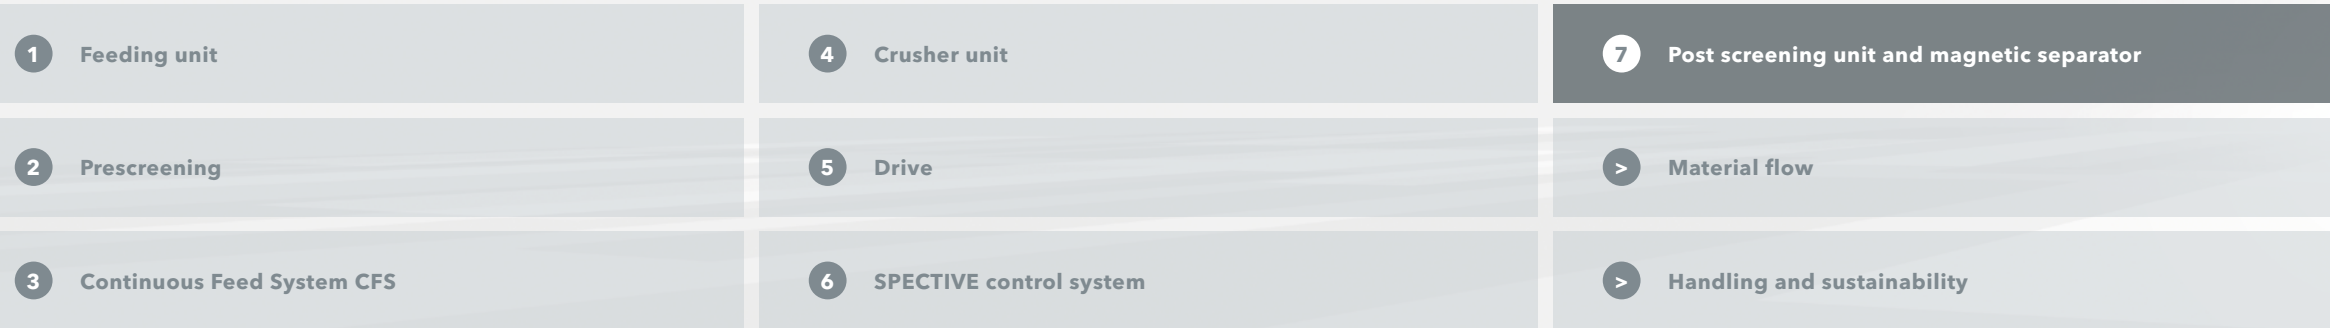 1 Feeding unit
2 Prescreening
3 Continuous Feed System CFS
4 Crusher unit
5 Drive
6 SPECTIVE control system
7 Post screening unit and magnetic separator
> Material flow
> Handling and sustainability